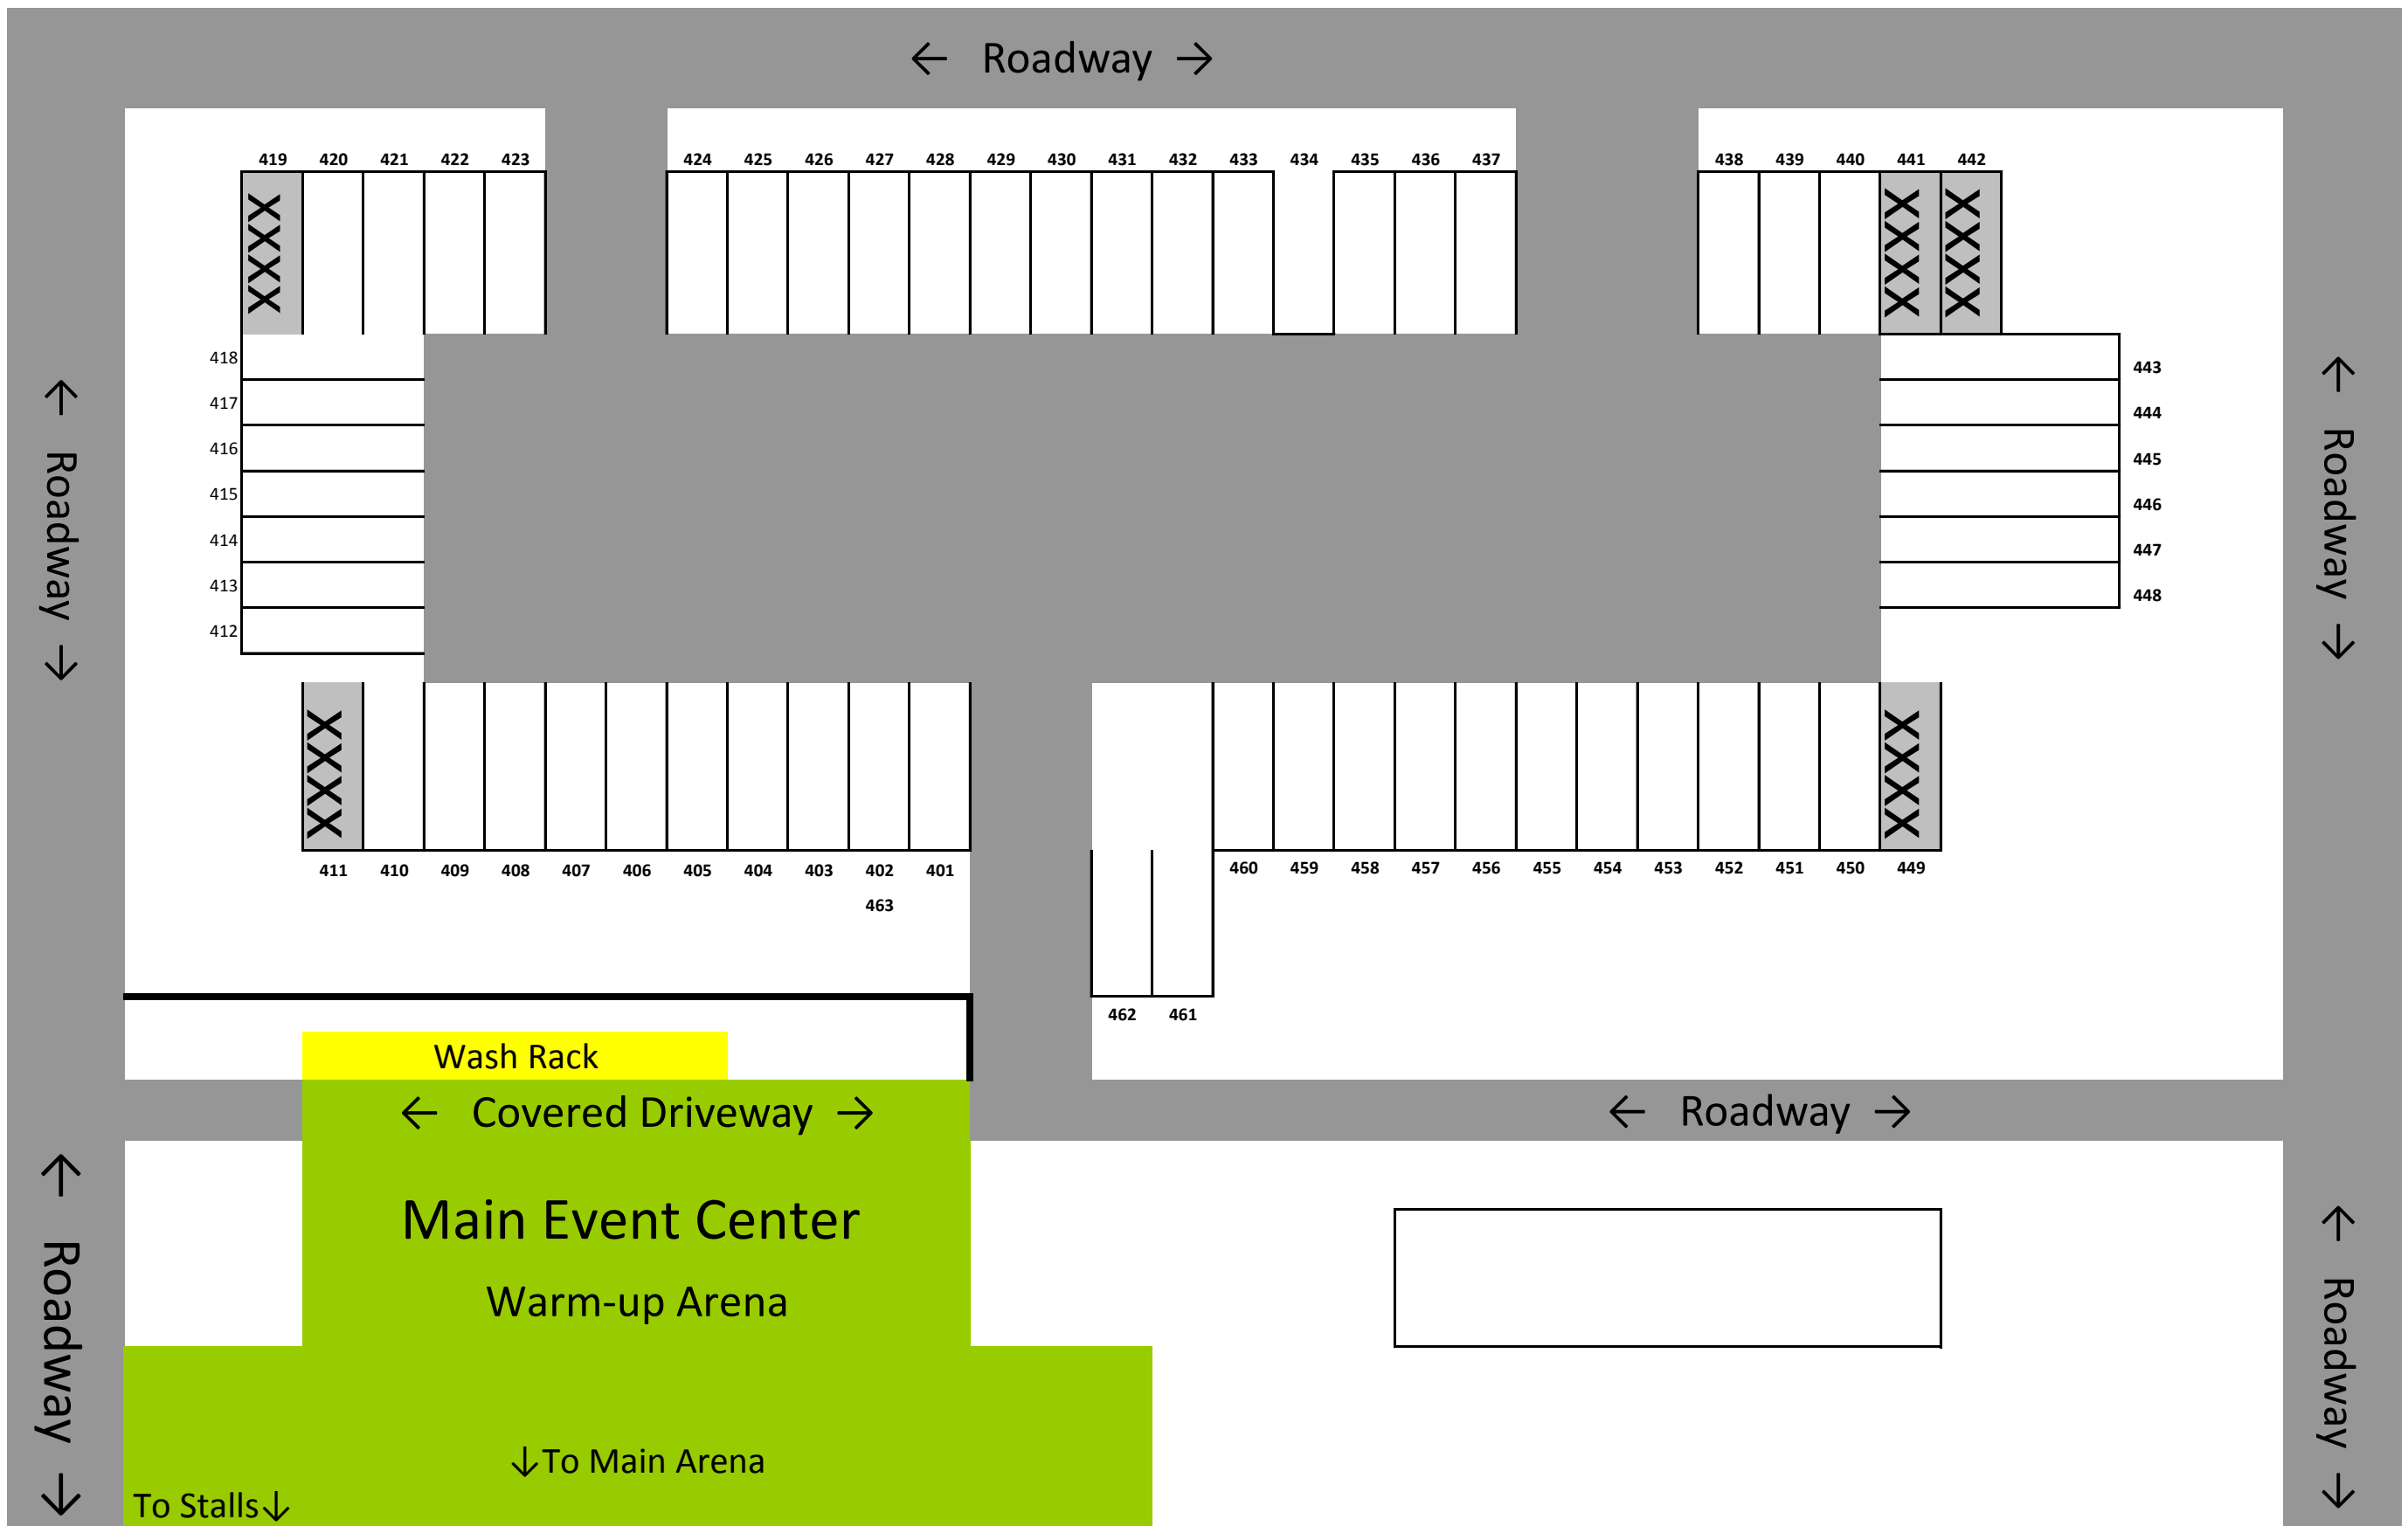 ← Roadway →
419 420 421 422 423 424 425 426 427 428 429 430 431 432 433 434 435 436 437 438 439 440 441 442
XXXX XXXX XXXX
418 443
417 444
416 445
415 446
414 447
413 448
412
← Roadway →
← Roadway →
XXXX XXXX
411 410 409 408 407 406 405 404 403 402 401 460 459 458 457 456 455 454 453 452 451 450 449
463
462 461
Wash Rack
← Covered Driveway → ← Roadway →
Main Event Center
Warm-up Arena
← Roadway →
← Roadway →
↓To Main Arena
To Stalls↓